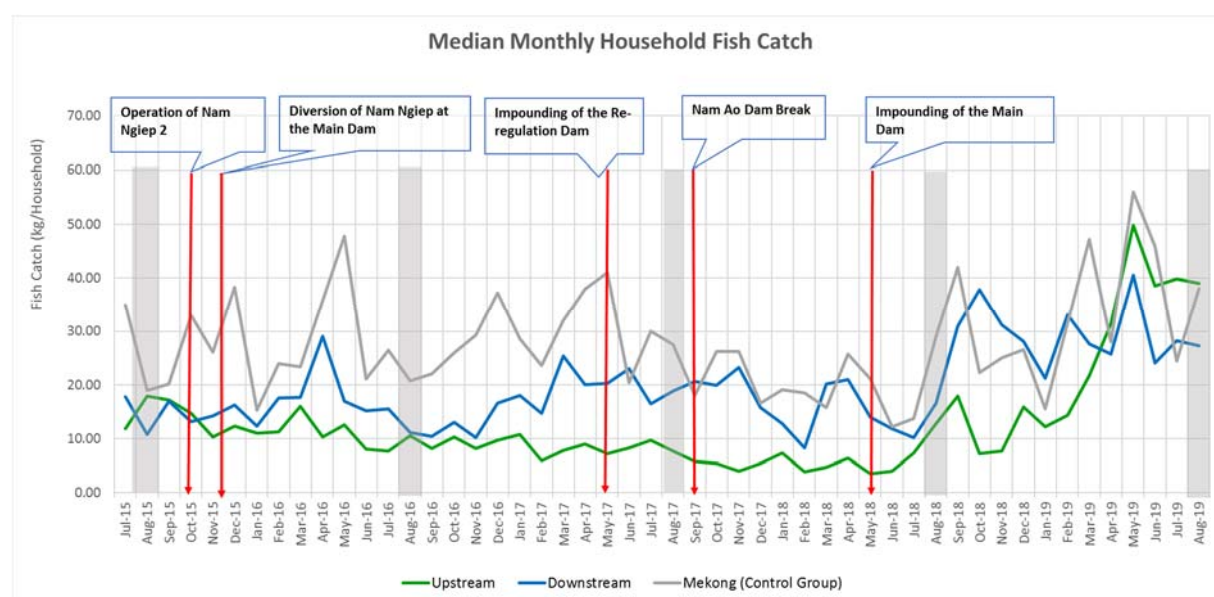 Median Monthly Household Fish Catch
Operation of Nam
Ngiep 2
Diversion of Nam Ngiep at
the Main Dam
Impounding of the Re-
regulation Dam
Nam Ao Dam Break
Impounding of the Main
Dam
Fish Catch (kg/Household)
70.00
60.00
50.00
40.00
30.00
20.00
10.00
0.00
Jul-15
Aug-15
Sep-15
Oct-15
Nov-15
Dec-15
Jan-16
Feb-16
Mar-16
Apr-16
May-16
Jun-16
Jul-16
Aug-16
Sep-16
Oct-16
Nov-16
Dec-16
Jan-17
Feb-17
Mar-17
Apr-17
May-17
Jun-17
Jul-17
Aug-17
Sep-17
Oct-17
Nov-17
Dec-17
Jan-18
Feb-18
Mar-18
Apr-18
May-18
Jun-18
Jul-18
Aug-18
Sep-18
Oct-18
Nov-18
Dec-18
Jan-19
Feb-19
Mar-19
Apr-19
May-19
Jun-19
Jul-19
Aug-19
Upstream
Downstream
Mekong (Control Group)